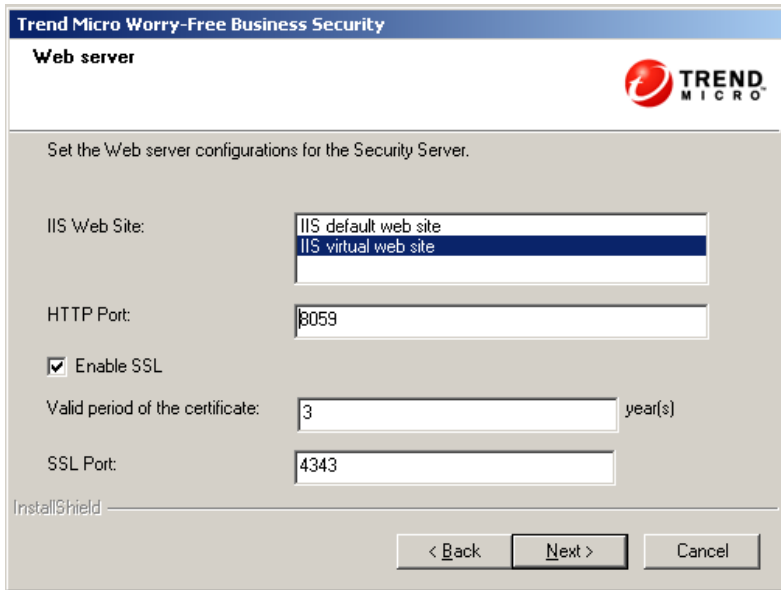 Trend Micro Worry-Free Business Security
Web server
TREND
MICRO™
Set the Web server configurations for the Security Server.
IIS Web Site:
IIS default web site
IIS virtual web site
HTTP Port:
8059
Enable SSL
Valid period of the certificate:
3
year(s)
SSL Port:
4343
InstallShield
< Back
Next >
Cancel